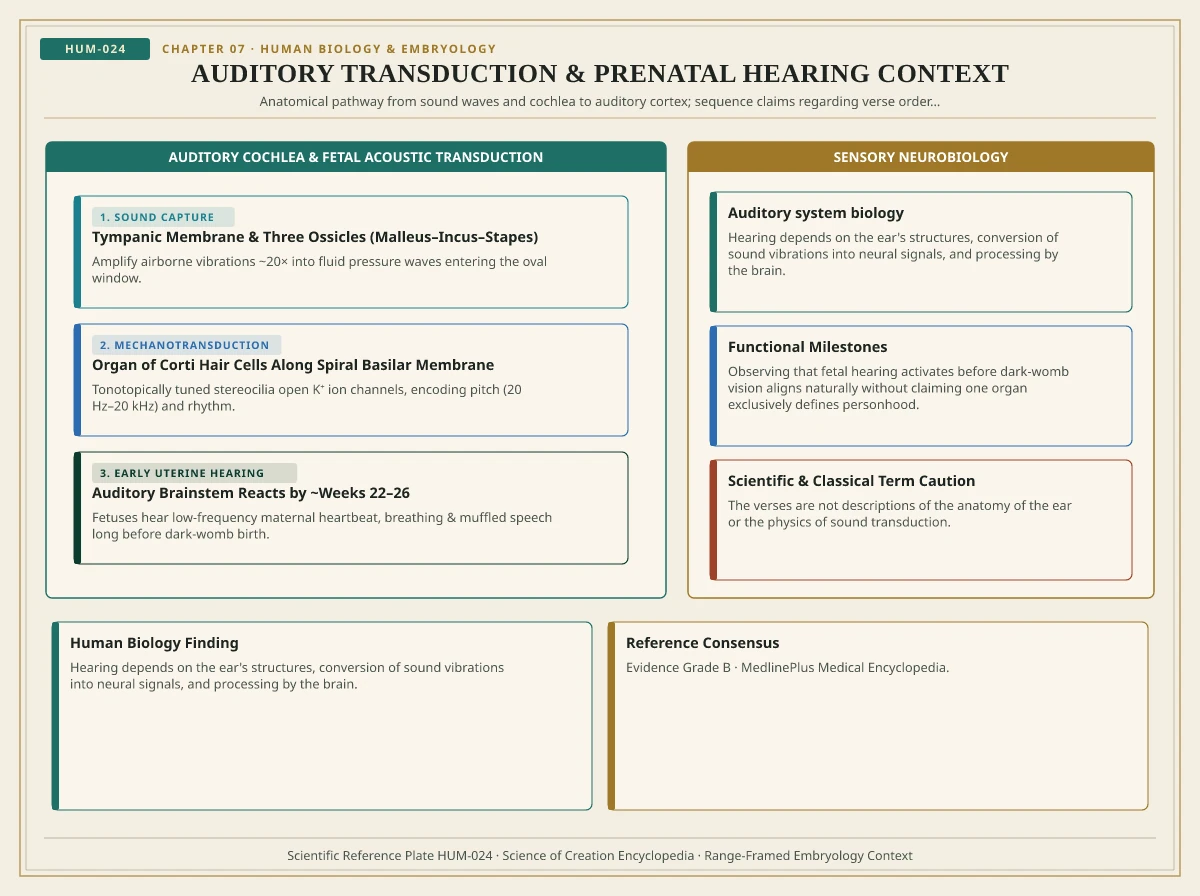 HUM-024
CHAPTER 07 · HUMAN BIOLOGY & EMBRYOLOGY
AUDITORY TRANSDUCTION & PRENATAL HEARING CONTEXT
Anatomical pathway from sound waves and cochlea to auditory cortex; sequence claims regarding verse order...
AUDITORY COCHLEA & FETAL ACOUSTIC TRANSDUCTION
1. SOUND CAPTURE
Tympanic Membrane & Three Ossicles (Malleus–Incus–Stapes)
Amplify airborne vibrations ~20× into fluid pressure waves entering the oval
window.
2. MECHANOTRANSDUCTION
Organ of Corti Hair Cells Along Spiral Basilar Membrane
Tonotopically tuned stereocilia open K⁺ ion channels, encoding pitch (20
Hz–20 kHz) and rhythm.
3. EARLY UTERINE HEARING
Auditory Brainstem Reacts by ~Weeks 22–26
Fetuses hear low-frequency maternal heartbeat, breathing & muffled speech
long before dark-womb birth.
SENSORY NEUROBIOLOGY
Auditory system biology
Hearing depends on the ear's structures, conversion of
sound vibrations into neural signals, and processing by
the brain.
Functional Milestones
Observing that fetal hearing activates before dark-womb
vision aligns naturally without claiming one organ
exclusively defines personhood.
Scientific & Classical Term Caution
The verses are not descriptions of the anatomy of the ear
or the physics of sound transduction.
Human Biology Finding
Hearing depends on the ear's structures, conversion of sound vibrations
into neural signals, and processing by the brain.
Reference Consensus
Evidence Grade B · MedlinePlus Medical Encyclopedia.
Scientific Reference Plate HUM-024 · Science of Creation Encyclopedia · Range-Framed Embryology Context